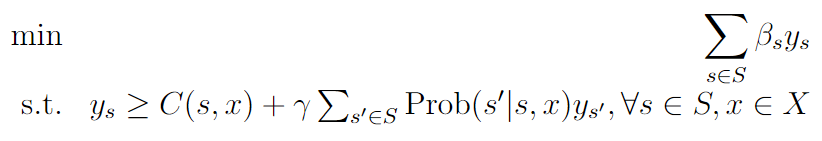 min ∑_{s∈S} β_s y_s
s.t. y_s ≥ C(s, x) + γ ∑_{s′∈S} Prob(s′|s, x)y_{s′}, ∀s ∈ S, x ∈ X